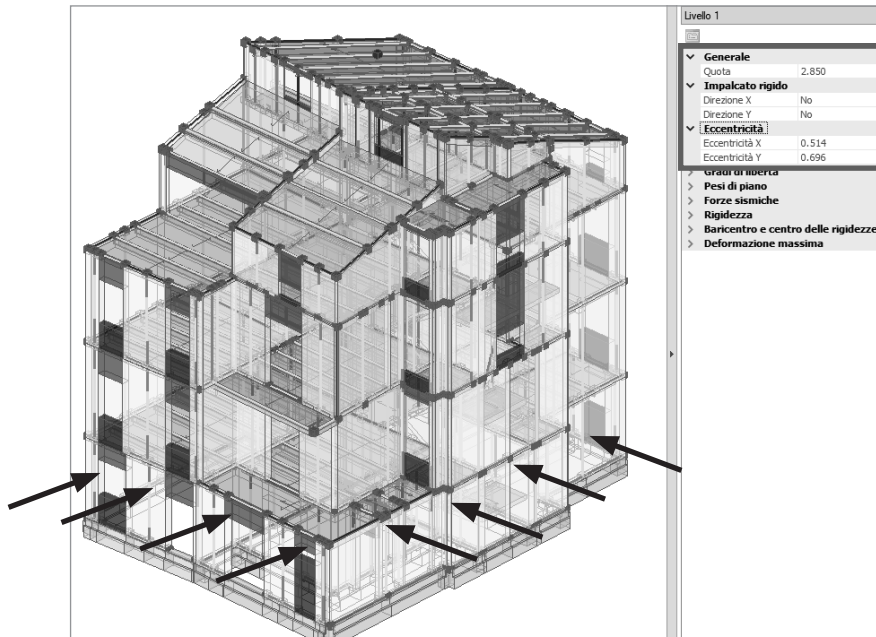 Livello 1
Generale
Quota 2.850
Impalcato rigido
Direzione X No
Direzione Y No
Eccentricità
Eccentricità X 0.514
Eccentricità Y 0.696
Gradi di libertà
Pesi di piano
Forze sismiche
Rigidezza
Baricentro e centro delle rigidezze
Deformazione massima